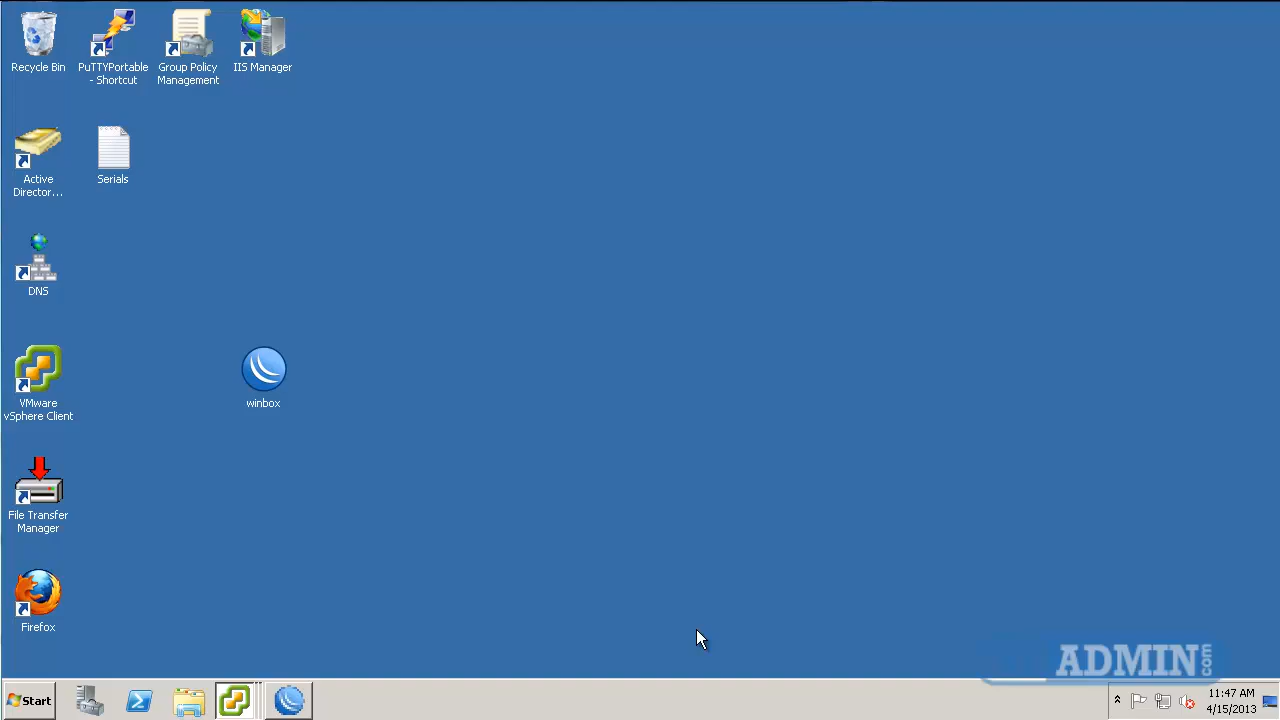 Recycle Bin
PuTTYPortable
- Shortcut
Group Policy
Management
IIS Manager
Active
Director...
Serials
DNS
VMware
vSphere Client
winbox
File Transfer
Manager
Firefox
ADMIN.com
Start
11:47 AM
4/15/2013